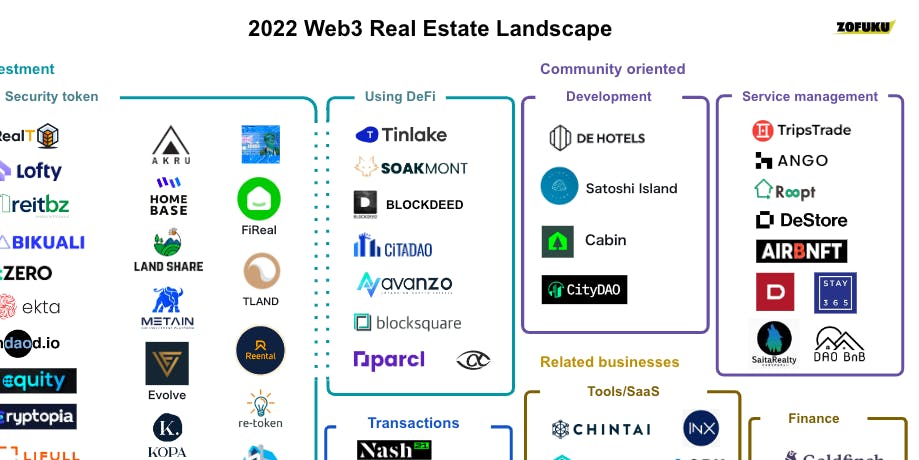 2022 Web3 Real Estate Landscape
ZOFUKU
estment
Community oriented
Security token
Using DeFi
Development
Service management
RealT
Lofty
reitbz
BIKUALI
ZERO
ekta
daod.io
equity
ryptopia
LIFULL
AKRU
HOME
BASE
LAND SHARE
METAIN
Evolve
K.
KOPA
FiReal
TLAND
Reental
re-token
Tinlake
SOAKMONT
BLOCKDEED
BLOCKDEED
CiTADAO
avanzo
blocksquare
parcl
DE HOTELS
Satoshi Island
Cabin
CityDAO
TripsTrade
ANGO
Roopt
DeStore
AIRBNFT
D
STAY
365
SaitaRealty
DAO BnB
Related businesses
Transactions
Nash
Tools/SaaS
CHINTAI
INX
Finance
Goldfinch